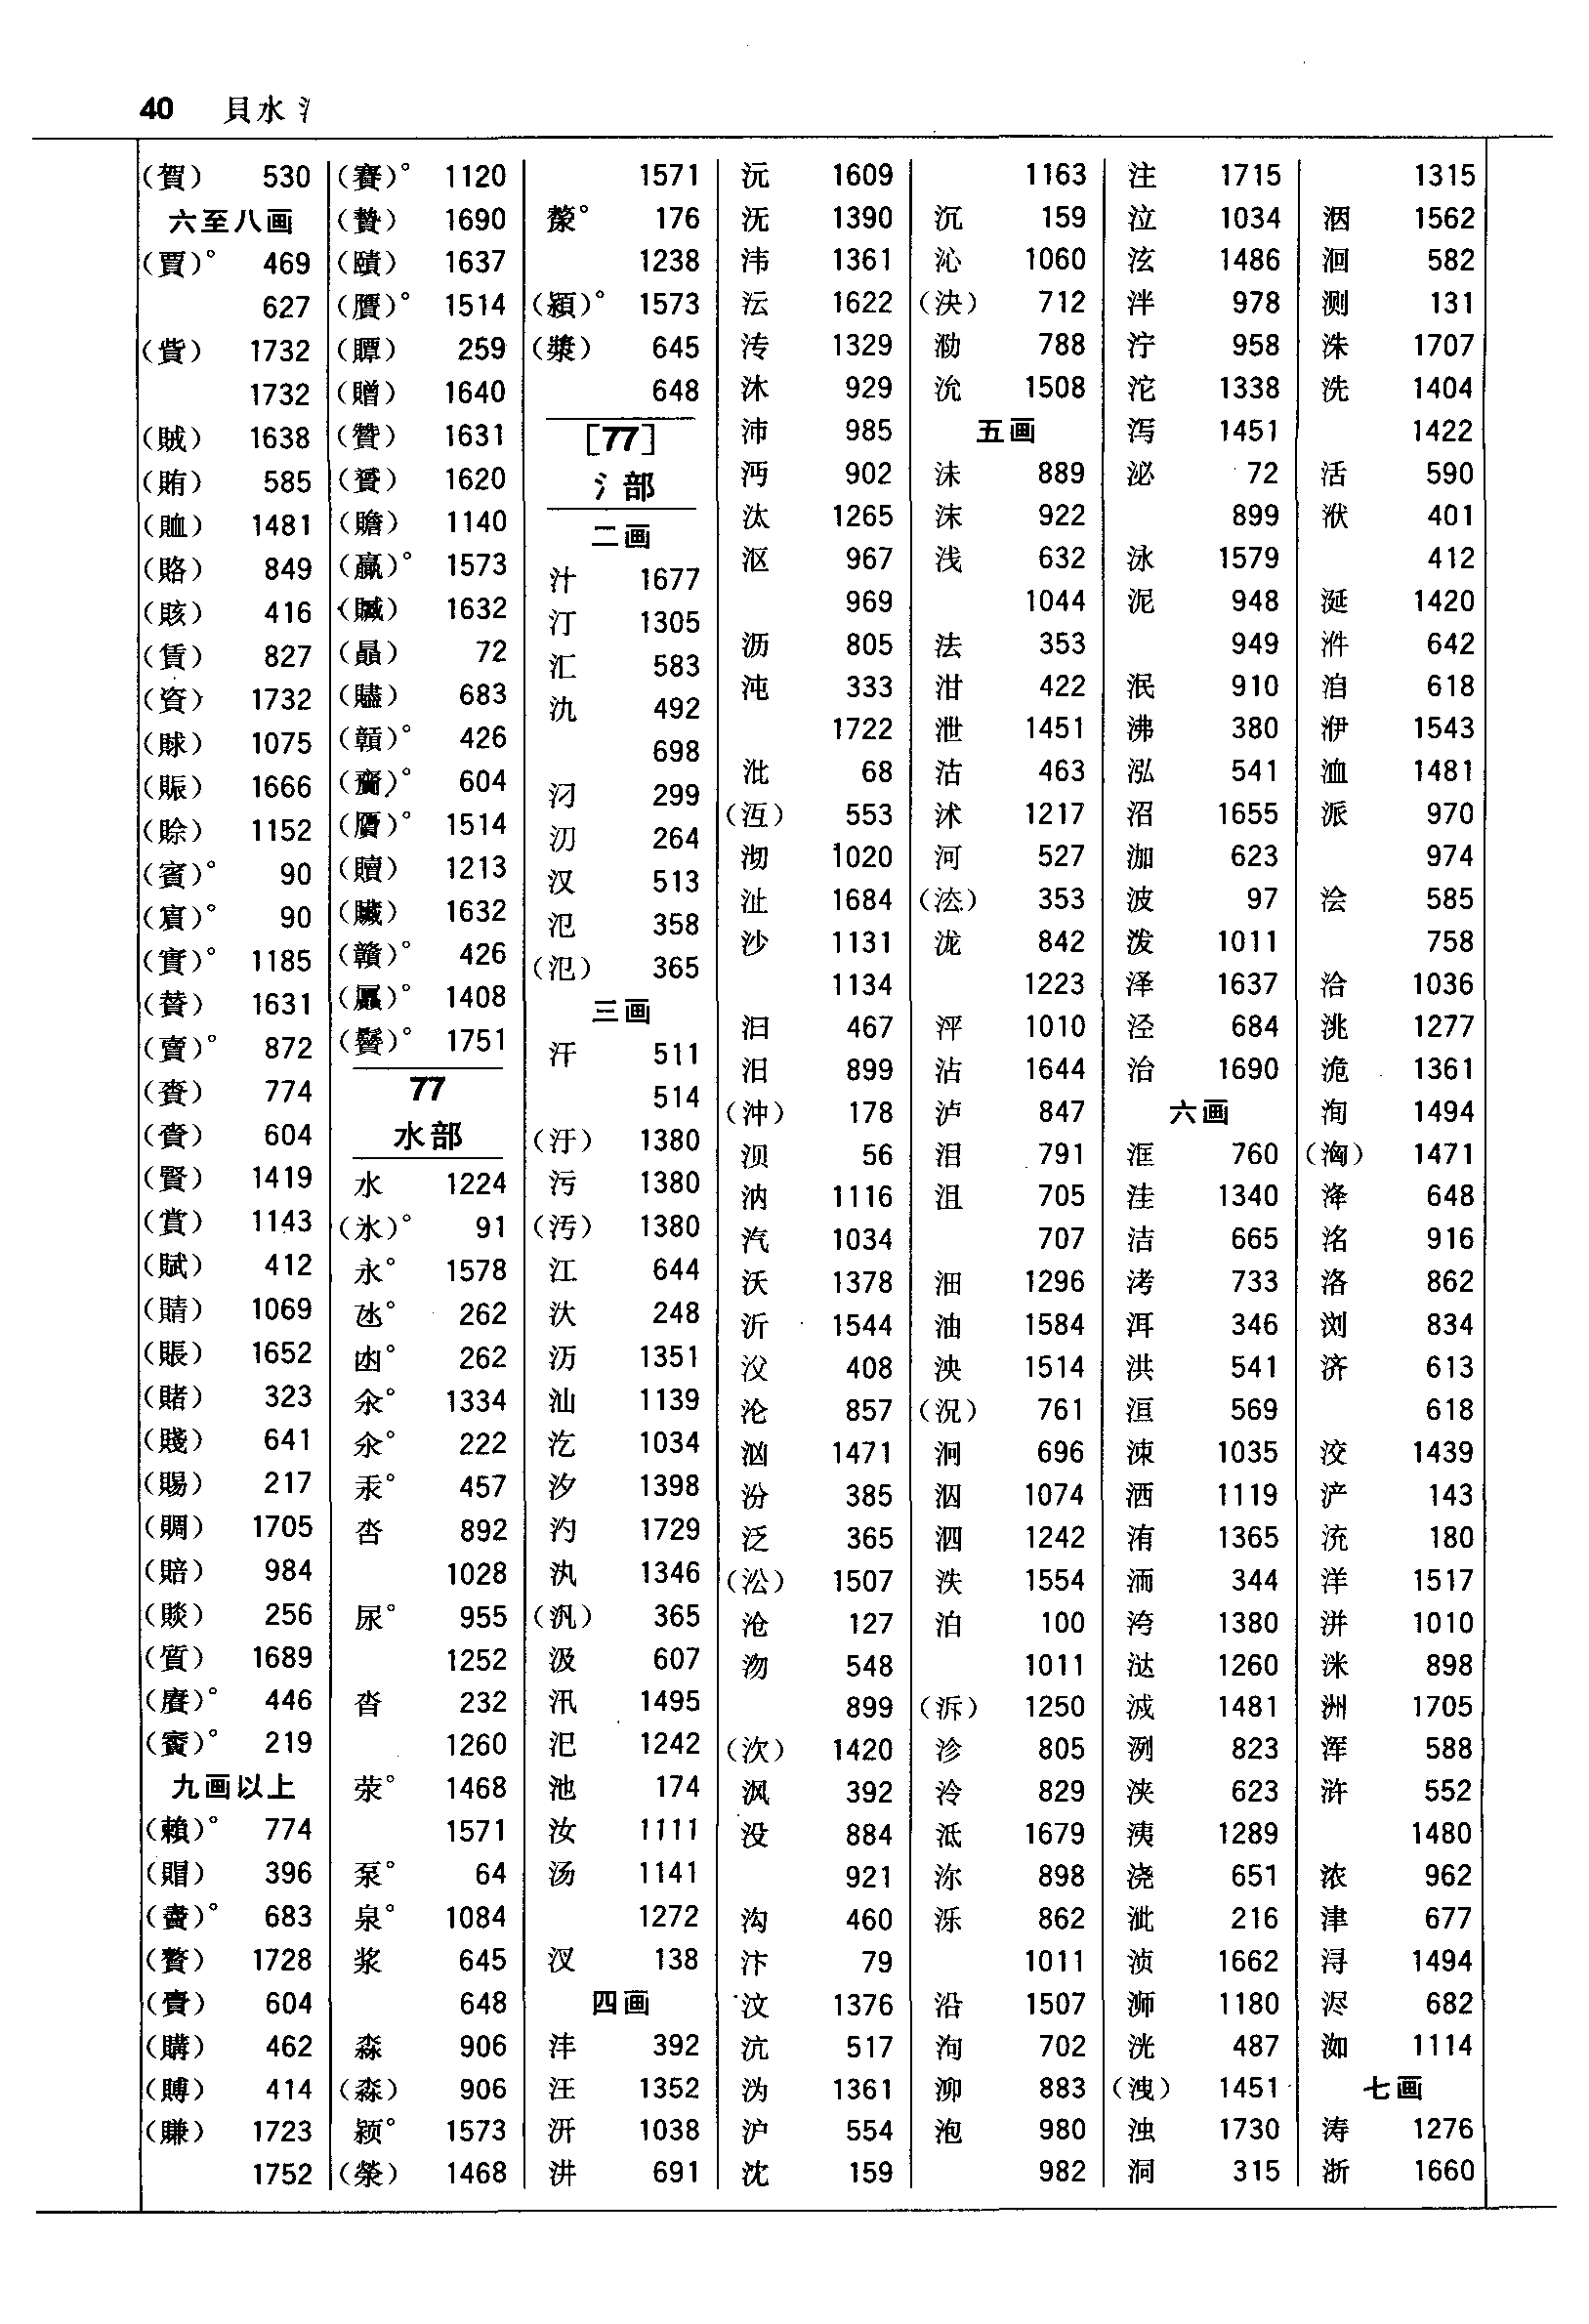 40 貝水氵
(賀) 530
六至八画
(賈)° 469
627
(貲) 1732
1732
(賊) 1638
(賄) 585
(賉) 1481
(賂) 849
(賅) 416
(賃) 827
(資) 1732
(賕) 1075
(賑) 1666
(賒) 1152
(賓)° 90
(賔)° 90
(實)° 1185
(賛) 1631
(賣)° 872
(賚) 774
(賫) 604
(賢) 1419
(賞) 1143
(賦) 412
(賭) 323
(賬) 1652
(賤) 641
(賜) 217
(賙) 1705
(賠) 984
(賧) 256
(質) 1689
(賡)° 446
(賨)° 219
九画以上
(賴)° 774
(賵) 396
(賮)° 683
(贅) 1728
(賷) 604
(購) 462
(賻) 414
(賺) 1723
1752
(賽)° 1120
(贄) 1690
(賾) 1637
(贋)° 1514
(贉) 259
(贈) 1640
(贊) 1631
(贇) 1620
(贍) 1140
(贏)° 1573
(贓) 1632
(贔) 72
(贐) 683
(贑)° 426
(齎)° 604
(贗)° 1514
(贖) 1213
(贜) 1632
(贛)° 426
(贔)° 1408
(鬢)° 1751
77
水部
水 1224
(氷)° 91
永° 1578
氹° 262
凼° 262
氽° 1334
汆° 222
汞° 457
沓 892
1028
尿° 955
1252
沓 232
1260
荥° 1468
1571
泵° 64
泉° 1084
浆 645
648
淼 906
(渁) 906
颍° 1573
(滎) 1468
1571
漦° 176
1238
(潁)° 1573
(漿) 645
648
[77]
氵部
二画
汁 1677
汀 1305
汇 583
氿 492
698
汈 299
氻 264
汉 513
氾 358
(氾) 365
三画
汗 511
514
(汙) 1380
污 1380
(汚) 1380
江 644
汏 248
沥 1351
汕 1139
汔 1034
汐 1398
汋 1729
汍 1346
(汎) 365
汲 607
汛 1495
汜 1242
池 174
汝 1111
汤 1141
1272
汊 138
四画
沣 392
汪 1352
汧 1038
汫 691
沅 1609
沅 1390
沛 1361
沄 1622
沎 1329
沐 929
沛 985
沔 902
汰 1265
沤 967
969
沥 805
沌 333
1722
沘 68
(沍) 553
沏 1020
沚 1684
沙 1131
1134
汩 467
汨 899
(沖) 178
浿 56
汭 1116
汽 1034
沃 1378
沂 1544
汷 408
沦 857
汹 1471
汾 385
泛 365
(淞) 1507
沧 127
沕 548
899
(次) 1420
沨 392
没 884
921
沟 460
汴 79
汶 1376
沆 517
沩 1361
沪 554
沈 159
1163
沉 159
沁 1060
(決) 712
泐 788
沇 1508
五画
沬 889
沫 922
浅 632
1044
法 353
泔 422
泄 1451
沽 463
沭 1217
河 527
(泫) 353
泷 842
1223
泙 1010
沾 1644
泸 847
泪 791
沮 705
707
泅 1296
油 1584
泱 1514
(況) 761
泂 696
泅 1074
泗 1242
泆 1554
泊 100
1011
(泝) 1250
沴 805
泠 829
泜 1679
沵 898
泺 862
1011
沿 1507
泃 702
泖 883
泡 980
982
注 1715
泣 1034
泫 1486
泮 978
泞 958
沱 1338
泻 1451
泌 72
899
泳 1579
泥 948
949
泯 910
沸 380
泓 541
沼 1655
泇 623
波 97
泼 1011
泽 1637
泾 684
治 1690
六画
洭 760
洼 1340
洁 665
洘 733
洱 346
洪 541
洹 569
涑 1035
洒 1119
洧 1365
洏 344
洿 1380
泚 1260
減 1481
洌 823
浃 623
洟 1289
浇 651
泚 216
浈 1662
浉 1180
洸 487
(洩) 1451
浊 1730
洞 315
1315
洇 1562
洄 582
测 131
洙 1707
洗 1404
1422
活 590
洑 401
412
涎 1420
洊 642
洎 618
洢 1543
洫 1481
派 970
974
浍 585
758
洽 1036
洮 1277
洈 1361
洵 1494
(洶) 1471
洚 648
洺 916
洛 862
浏 834
济 613
618
洨 1439
浐 143
流 180
洋 1517
洴 1010
洣 898
洲 1705
浑 588
浒 552
1480
浓 962
津 677
浔 1494
浕 682
洳 1114
七画
涛 1276
浙 1660